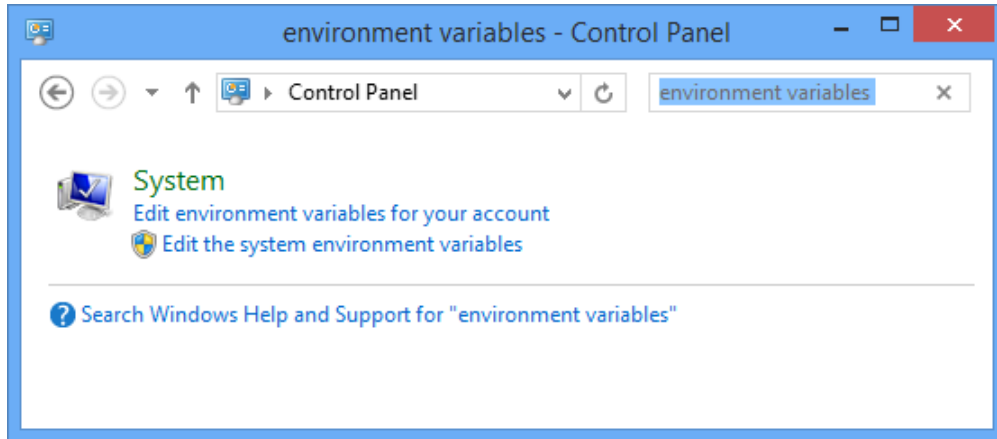 environment variables - Control Panel
Control Panel
environment variables
System
Edit environment variables for your account
Edit the system environment variables
Search Windows Help and Support for "environment variables"